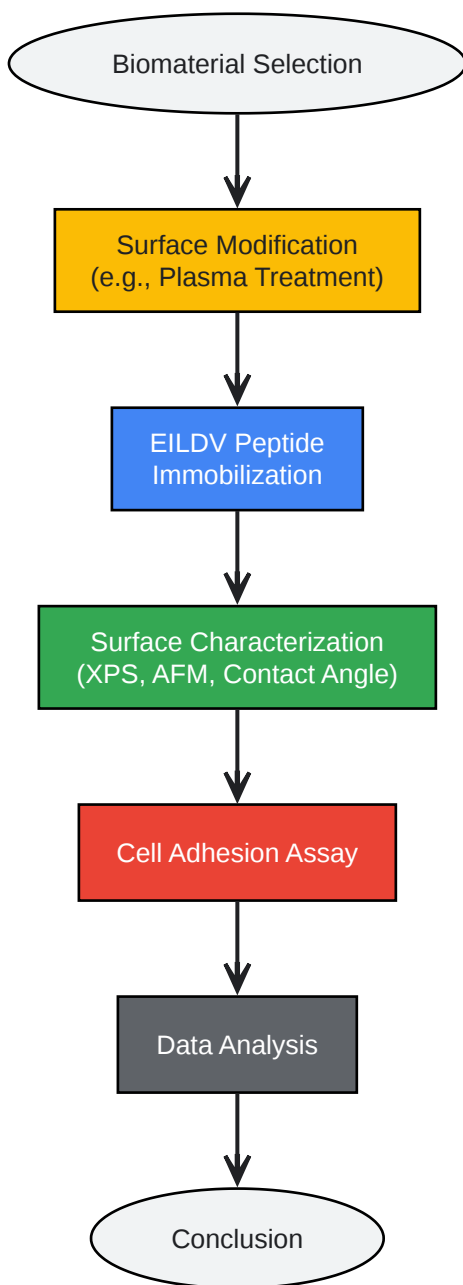 Biomaterial Selection
Surface Modification
(e.g., Plasma Treatment)
EILDV Peptide
Immobilization
Surface Characterization
(XPS, AFM, Contact Angle)
Cell Adhesion Assay
Data Analysis
Conclusion